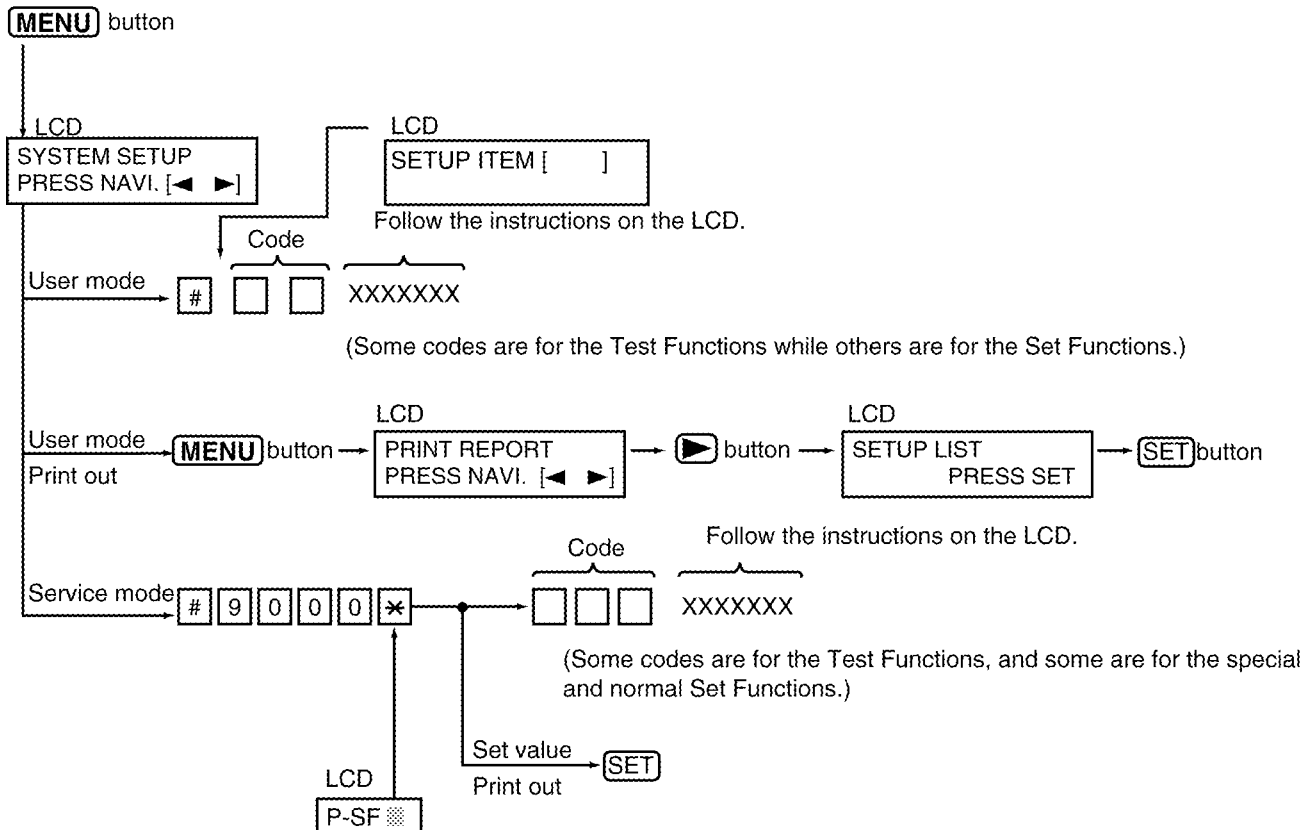 MENU button
LCD
SYSTEM SETUP
PRESS NAVI. [◀ ▶]
LCD
SETUP ITEM [ ]
Follow the instructions on the LCD.
Code
User mode
# XXXXXXX
(Some codes are for the Test Functions while others are for the Set Functions.)
User mode
Print out
MENU button
LCD
PRINT REPORT
PRESS NAVI. [◀ ▶]
▶ button
LCD
SETUP LIST
PRESS SET
SET button
Service mode
# 9 0 0 0 *
Code
Follow the instructions on the LCD.
XXXXXXX
(Some codes are for the Test Functions, and some are for the special
and normal Set Functions.)
Set value
Print out
SET
LCD
P-SF